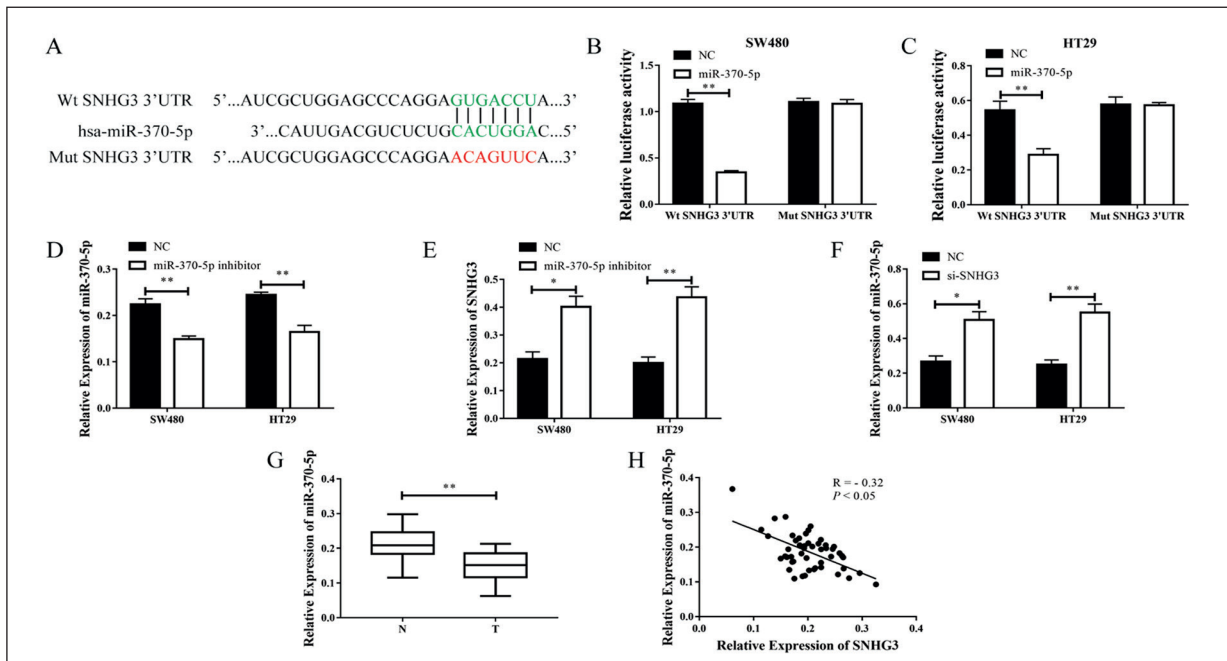 A
Wt SNHG3 3'UTR 5'...AUCGCUGGAGCCCAGGAGUGACCUA...3'
hsa-miR-370-5p 3'...CAUUGACGUCUCUGCACUGGAC...5'
Mut SNHG3 3'UTR 5'...AUCGCUGGAGCCCAGGAACAGUUCA...3'
B
SW480
NC
miR-370-5p
Relative luciferase activity
1.5
1.0
0.5
0.0
**
Wt SNHG3 3'UTR Mut SNHG3 3'UTR
C
HT29
NC
miR-370-5p
Relative luciferase activity
0.8
0.6
0.4
0.2
0.0
**
Wt SNHG3 3'UTR Mut SNHG3 3'UTR
D
NC
miR-370-5p inhibitor
Relative Expression of miR-370-5p
0.3
0.2
0.1
0.0
** **
SW480 HT29
E
NC
miR-370-5p inhibitor
Relative Expression of SNHG3
0.5
0.4
0.3
0.2
0.1
0.0
* **
SW480 HT29
F
NC
si-SNHG3
Relative Expression of miR-370-5p
0.8
0.6
0.4
0.2
0.0
* **
SW480 HT29
G
Relative Expression of miR-370-5p
0.4
0.3
0.2
0.1
0.0
**
N T
H
Relative Expression of miR-370-5p
0.4
0.3
0.2
0.1
0.0
R = - 0.32
P < 0.05
0.0 0.1 0.2 0.3 0.4
Relative Expression of SNHG3